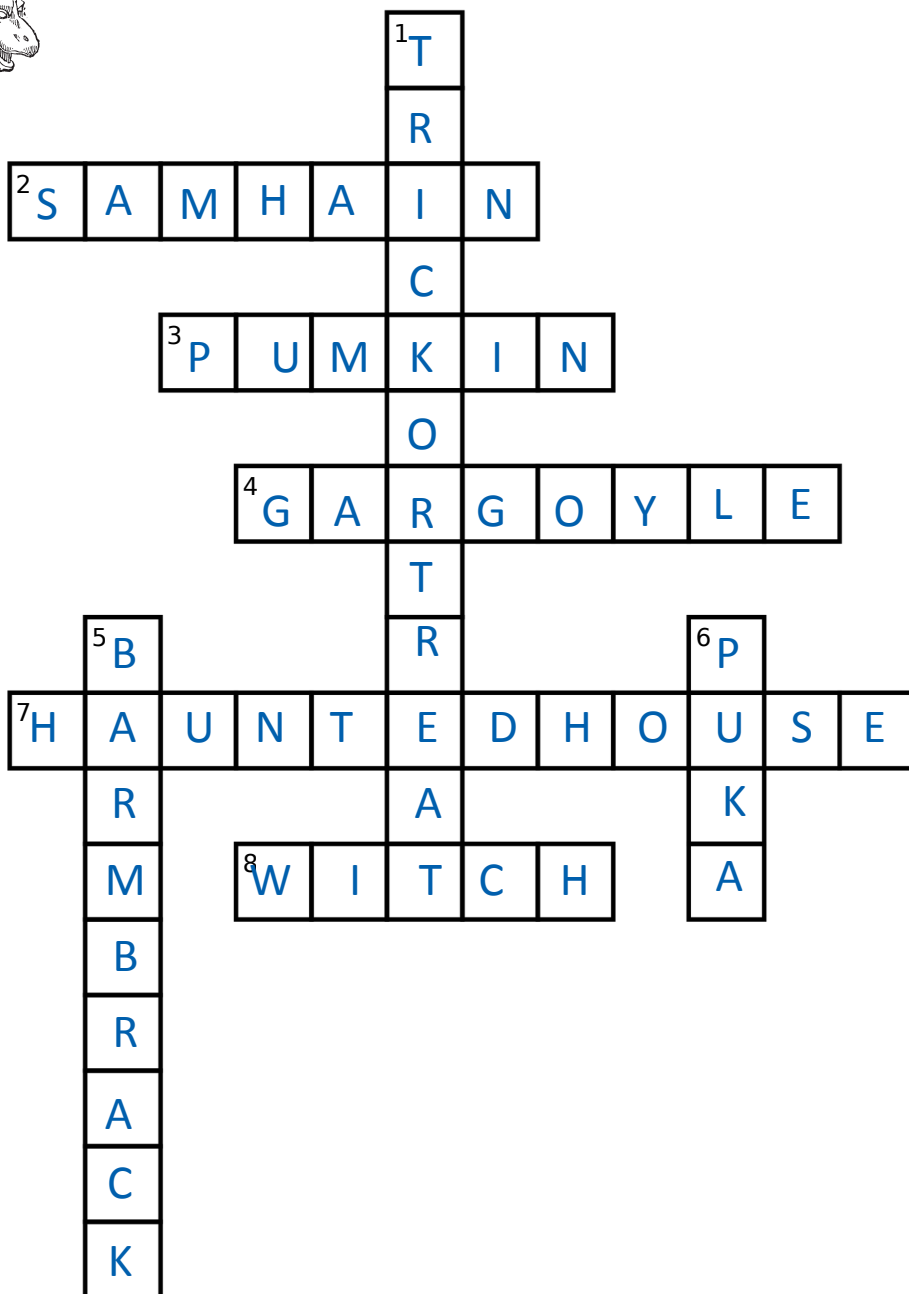 1 T
R
2 S A M H A I N
C
3 P U M K I N
O
4 G A R G O Y L E
T
5 B R 6 P
7 H A U N T E D H O U S E
R A K
M 8 W I T C H A
B
R
A
C
K